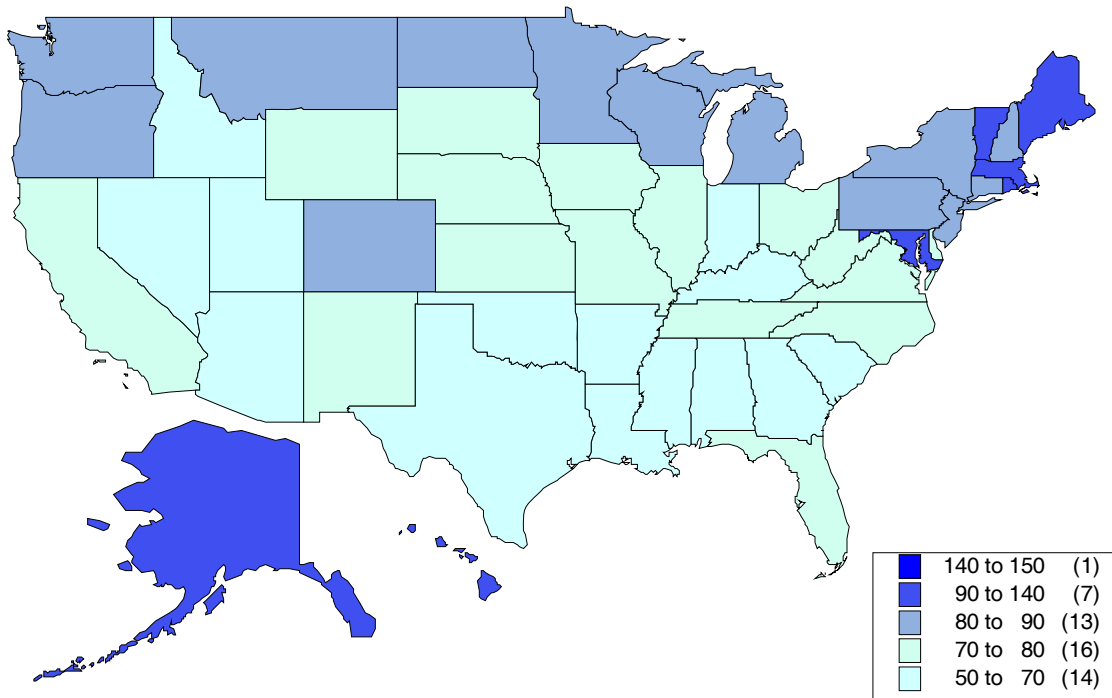 140 to 150 (1)
90 to 140 (7)
80 to 90 (13)
70 to 80 (16)
50 to 70 (14)